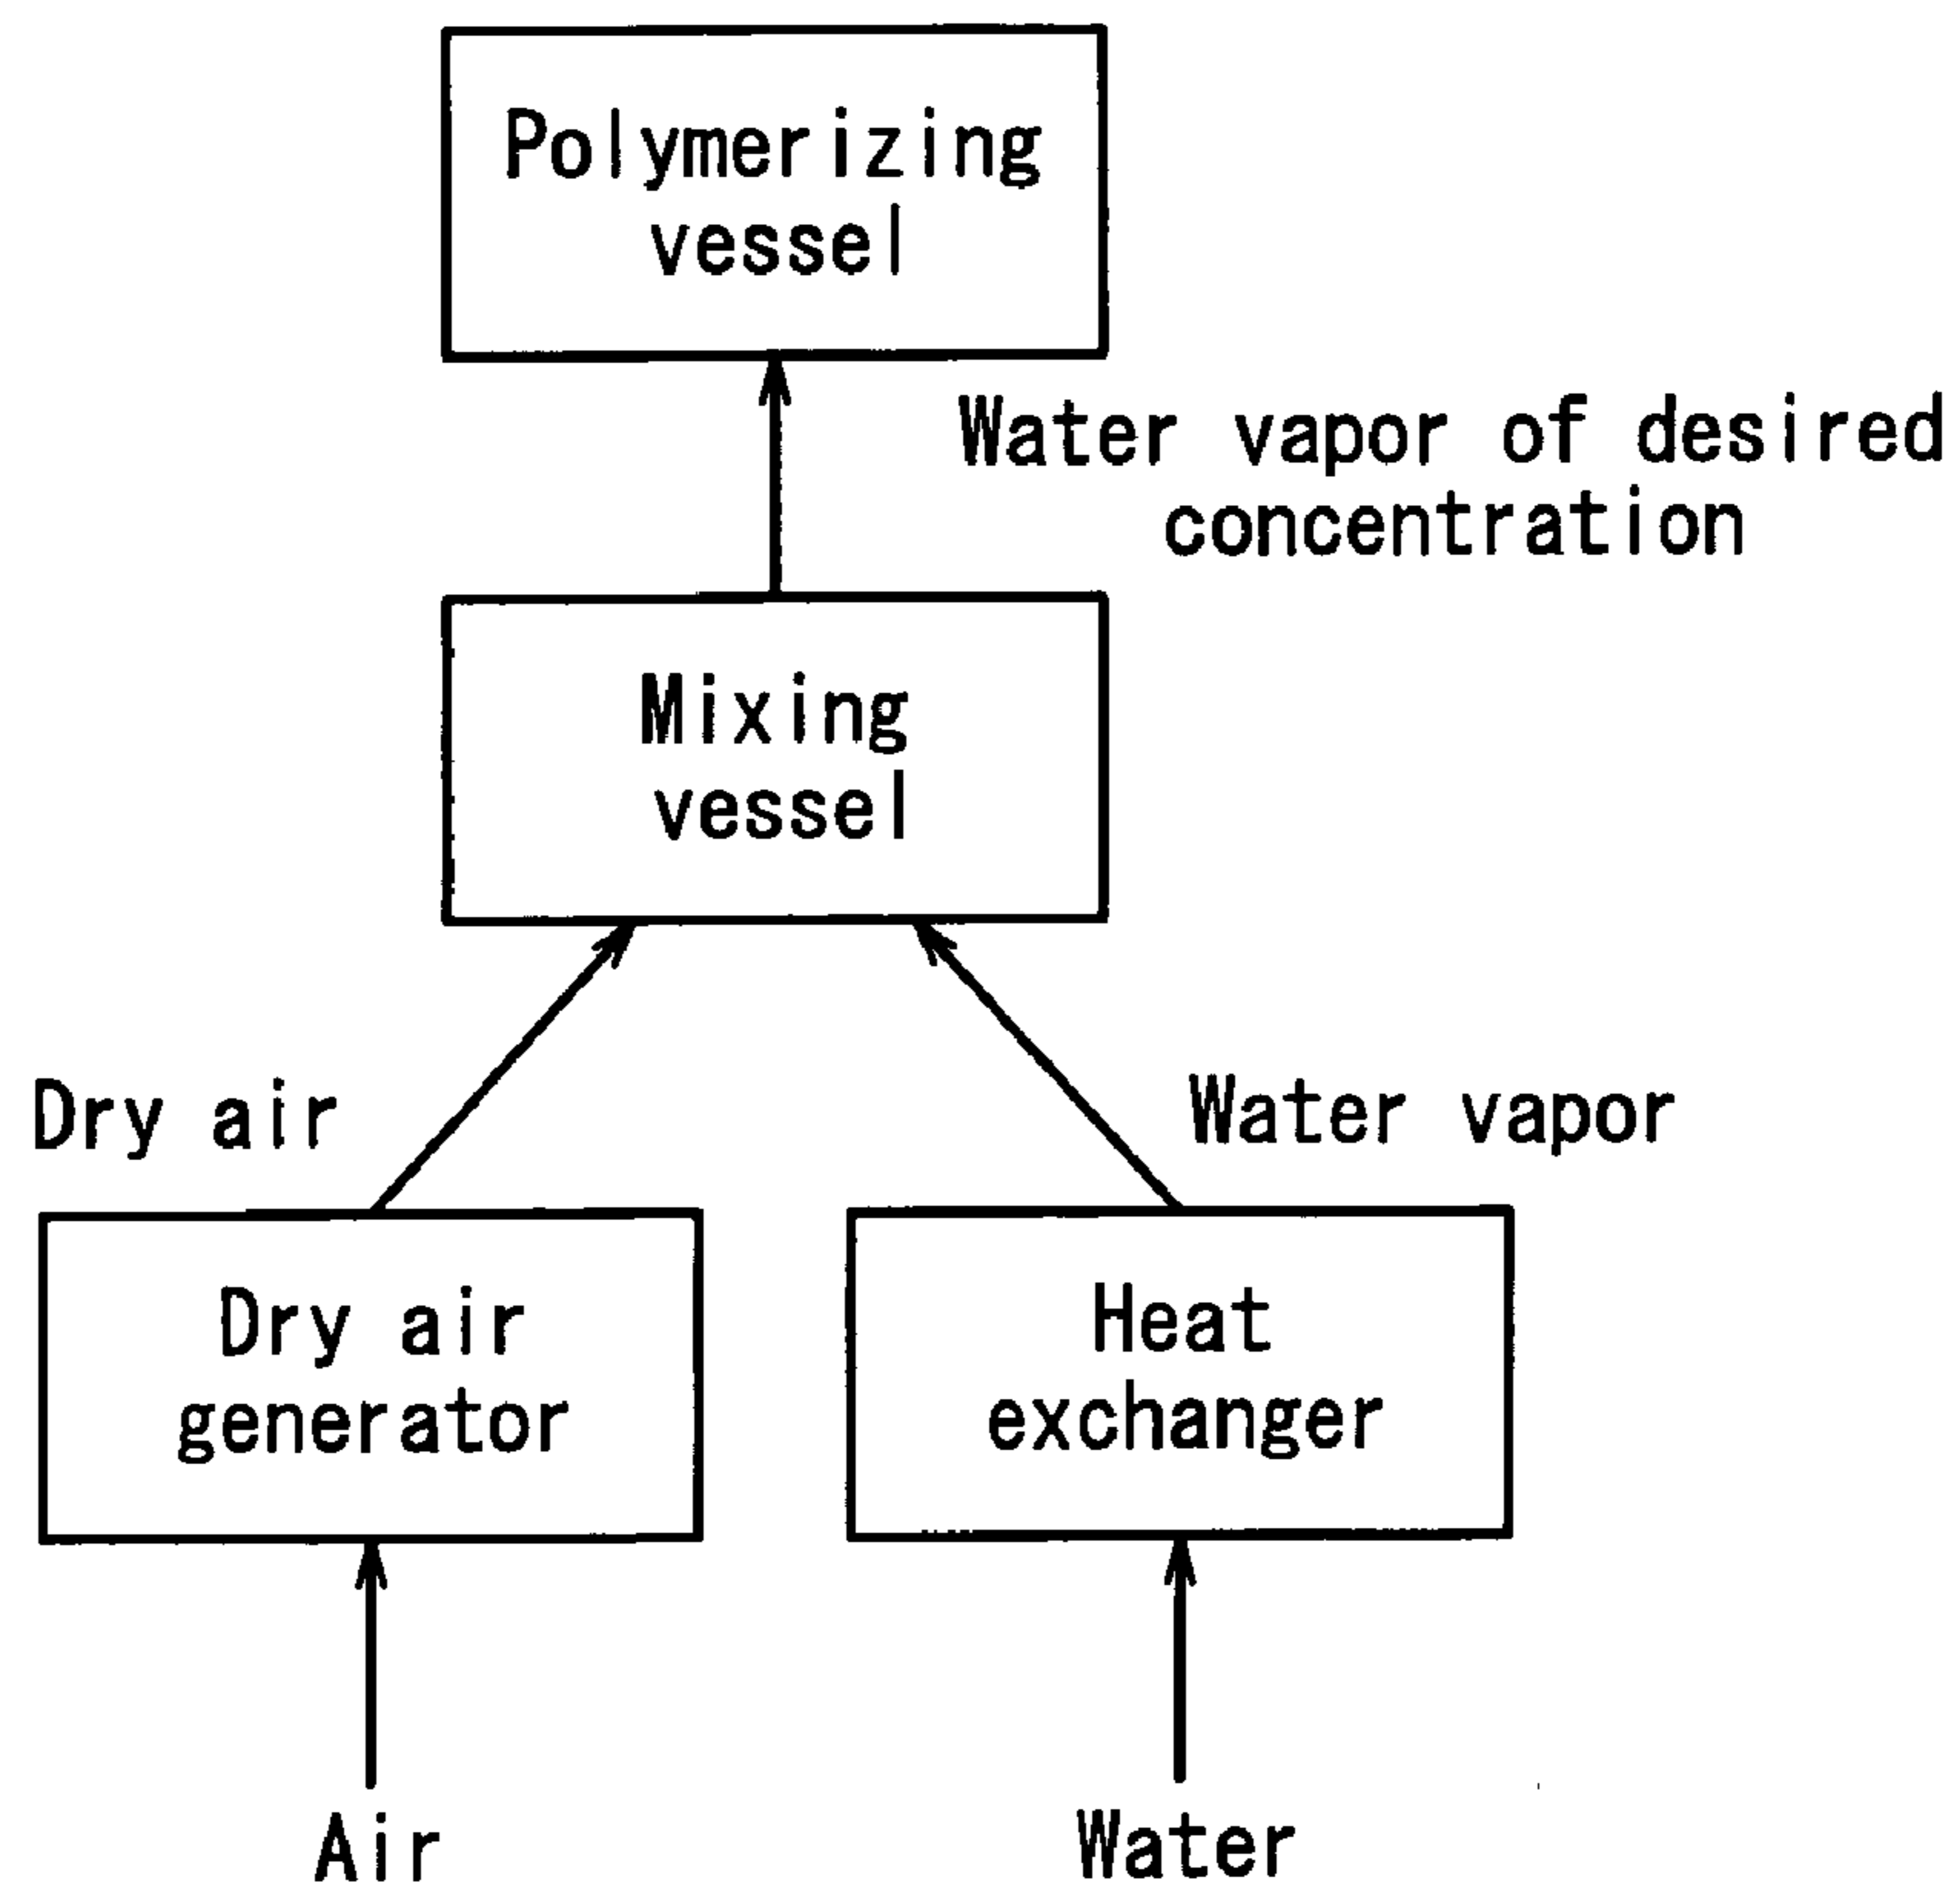 Polymerizing
vessel
Water vapor of desired
concentration
Mixing
vessel
Dry air
Water vapor
Dry air
generator
Heat
exchanger
Air
Water